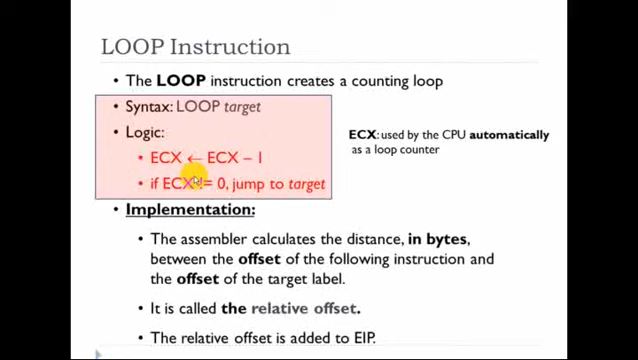 LOOP Instruction
• The LOOP instruction creates a counting loop
• Syntax: LOOP target
• Logic:
• ECX ← ECX – 1
• if ECX != 0, jump to target
ECX: used by the CPU automatically
as a loop counter
• Implementation:
• The assembler calculates the distance, in bytes,
between the offset of the following instruction and
the offset of the target label.
• It is called the relative offset.
• The relative offset is added to EIP.